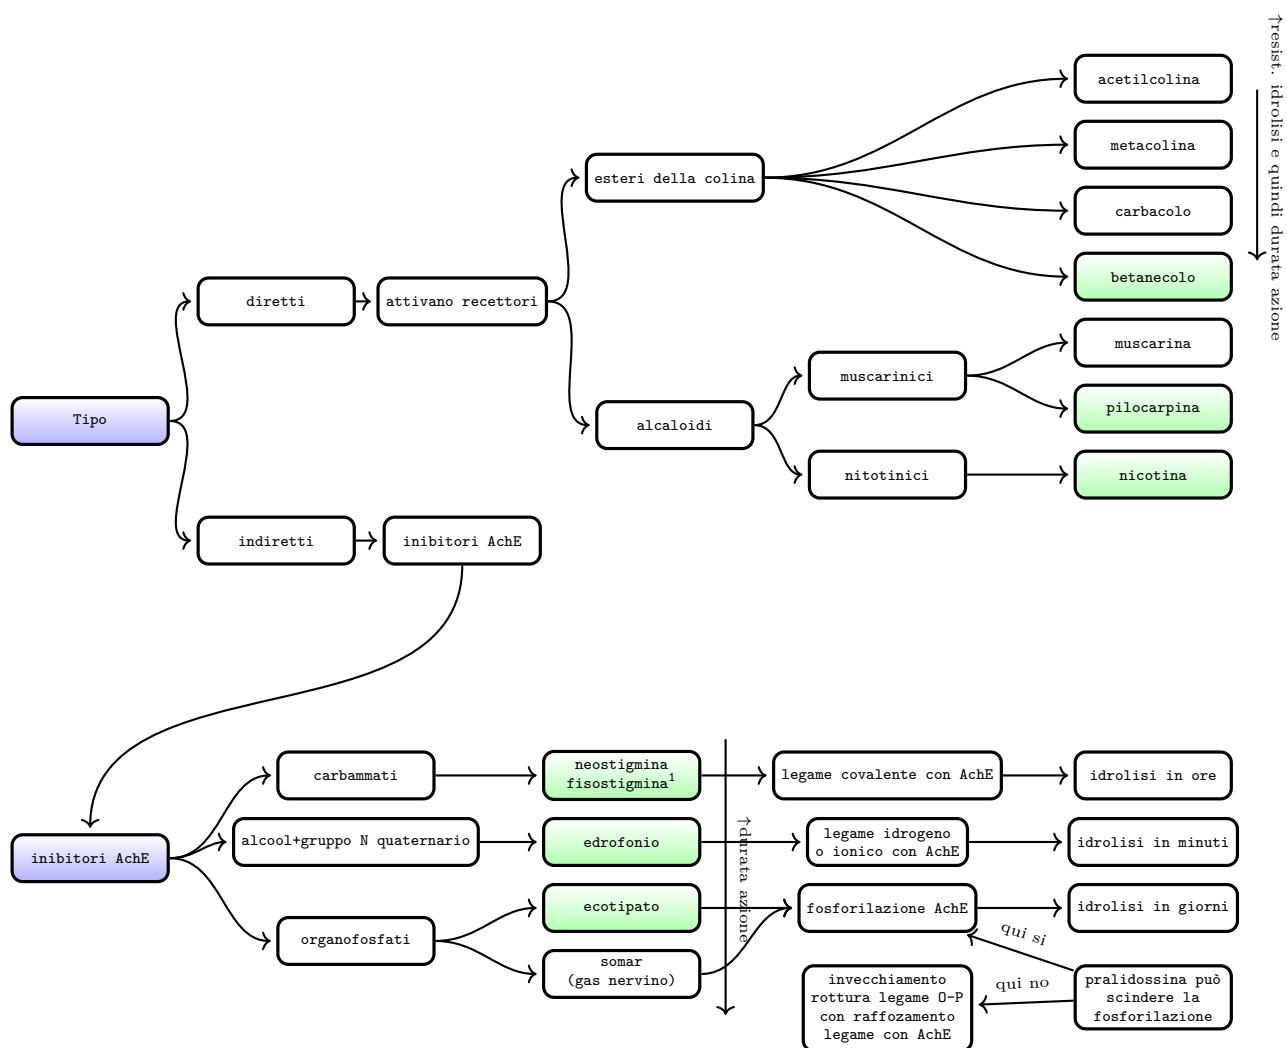 ↑resist. idrolisi e quindi durata azione
acetilcolina
metacolina
esteri della colina
carbacolo
betanecolo
diretti
attivano recettori
muscarina
muscarinici
pilocarpina
Tipo
alcaloidi
nitotinici
nicotina
indiretti
inibitori AchE
carbammati
neostigmina
fisostigmina1
legame covalente con AchE
idrolisi in ore
↑durata azione
alcool+gruppo N quaternario
edrofonio
legame idrogeno
o ionico con AchE
idrolisi in minuti
inibitori AchE
ecotipato
fosforilazione AchE
idrolisi in giorni
organofosfati
qui si
somar
(gas nervino)
invecchiamento
rottura legame O-P
con raffozamento
legame con AchE
qui no
pralidossina può
scindere la
fosforilazione